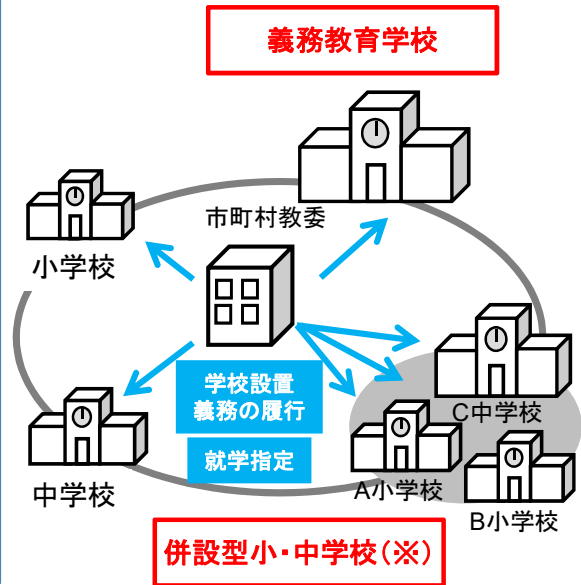 義務教育学校
市町村教委
小学校
学校設置
義務の履行
就学指定
中学校
C中学校
A小学校
B小学校
併設型小・中学校(※)